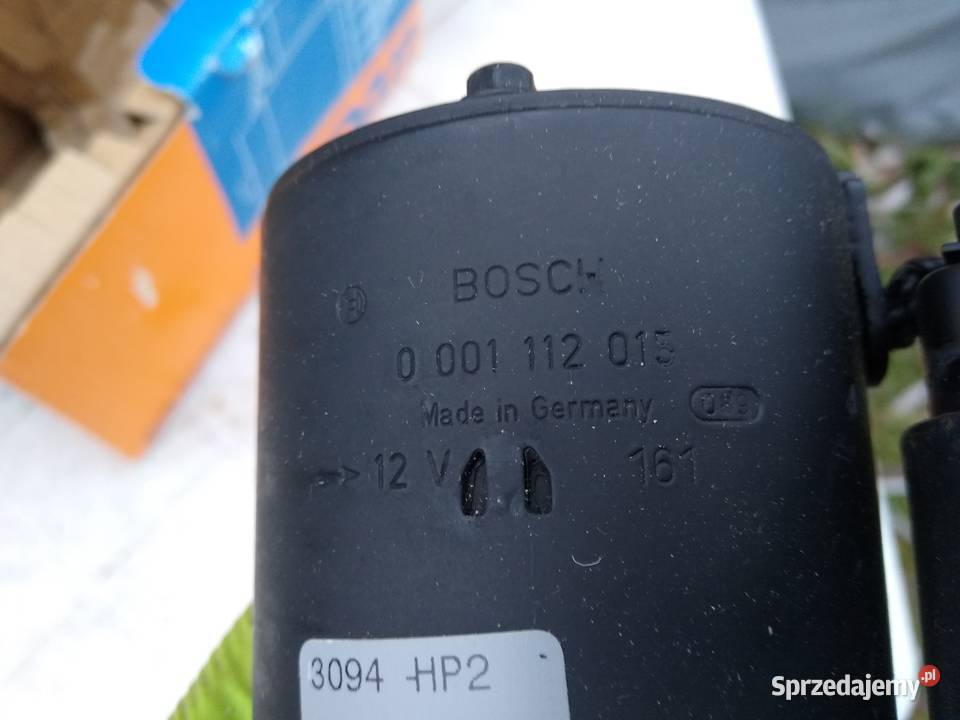 BOSCH
0 001 112 015
Made in Germany
→ 12 V 161
3094 HP2
Sprzedajemy.pl